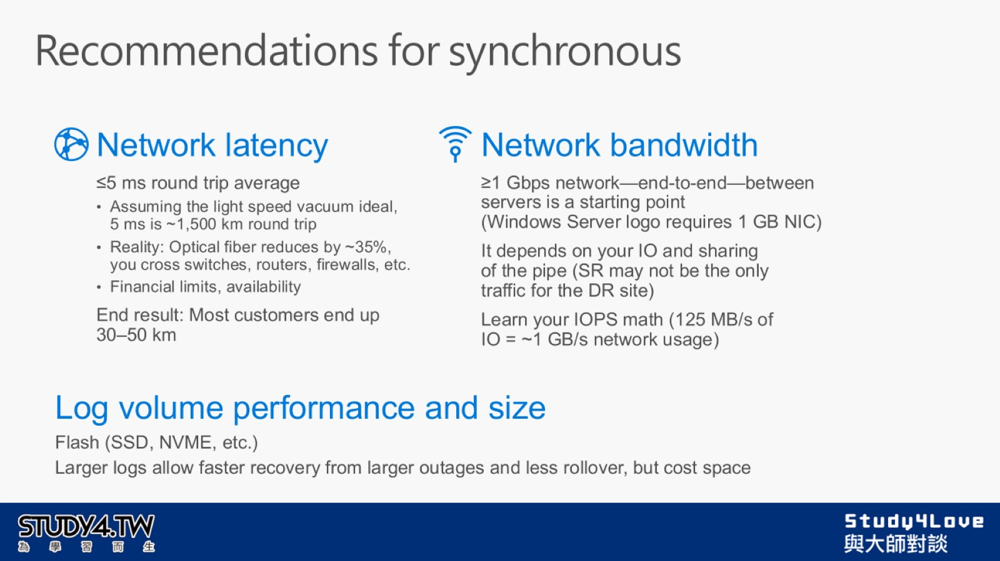 Recommendations for synchronous
Network latency
≤5 ms round trip average
• Assuming the light speed vacuum ideal,
5 ms is ~1,500 km round trip
• Reality: Optical fiber reduces by ~35%,
you cross switches, routers, firewalls, etc.
• Financial limits, availability
End result: Most customers end up
30–50 km
Network bandwidth
≥1 Gbps network—end-to-end—between
servers is a starting point
(Windows Server logo requires 1 GB NIC)
It depends on your IO and sharing
of the pipe (SR may not be the only
traffic for the DR site)
Learn your IOPS math (125 MB/s of
IO = ~1 GB/s network usage)
Log volume performance and size
Flash (SSD, NVME, etc.)
Larger logs allow faster recovery from larger outages and less rollover, but cost space
STUDY4.TW
為學習而生
Study4Love
與大師對談